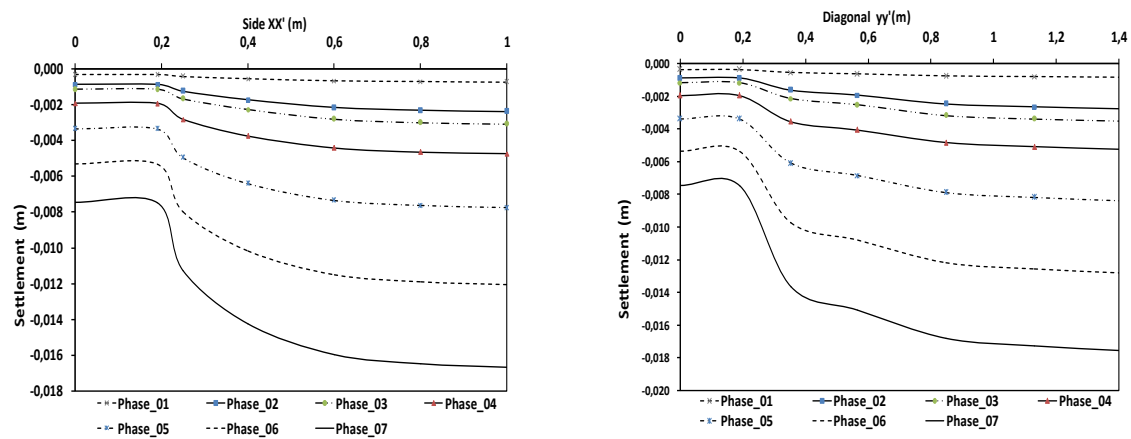 Side XX' (m)
0 0,2 0,4 0,6 0,8 1
0,000
-0,002
-0,004
-0,006
-0,008
-0,010
-0,012
-0,014
-0,016
-0,018
Settlement (m)
Phase_01 Phase_02 Phase_03 Phase_04
Phase_05 Phase_06 Phase_07
Diagonal yy'(m)
0 0,2 0,4 0,6 0,8 1 1,2 1,4
0,000
-0,002
-0,004
-0,006
-0,008
-0,010
-0,012
-0,014
-0,016
-0,018
-0,020
Settlement (m)
Phase_01 Phase_02 Phase_03 Phase_04
Phase_05 Phase_06 Phase_07